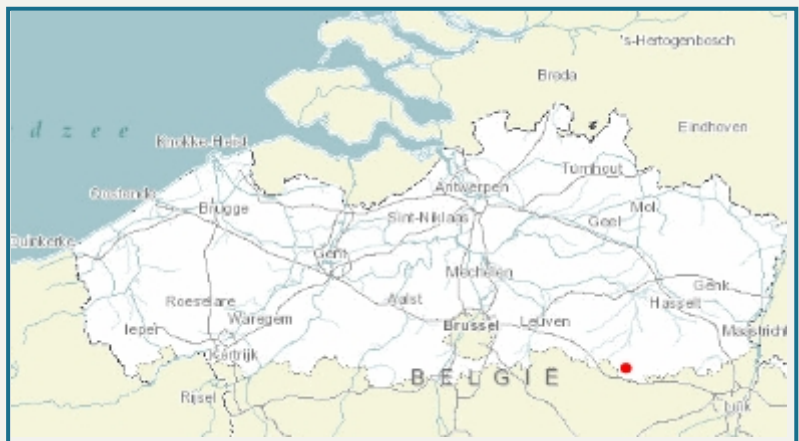 's-Hertogenbosch
Breda
Eindhoven
d z e e
Knokke-Heist
Turnhout
Antwerpen
Oostende
Brugge
Sint-Niklaas
Geel
Mol
Duinkerke
Gent
Mechelen
Genk
Roeselare
Aalst
Hasselt
Ieper
Waregem
Brussel
Leuven
Maastricht
Kortrijk
BELGIË
Rijsel
Luik